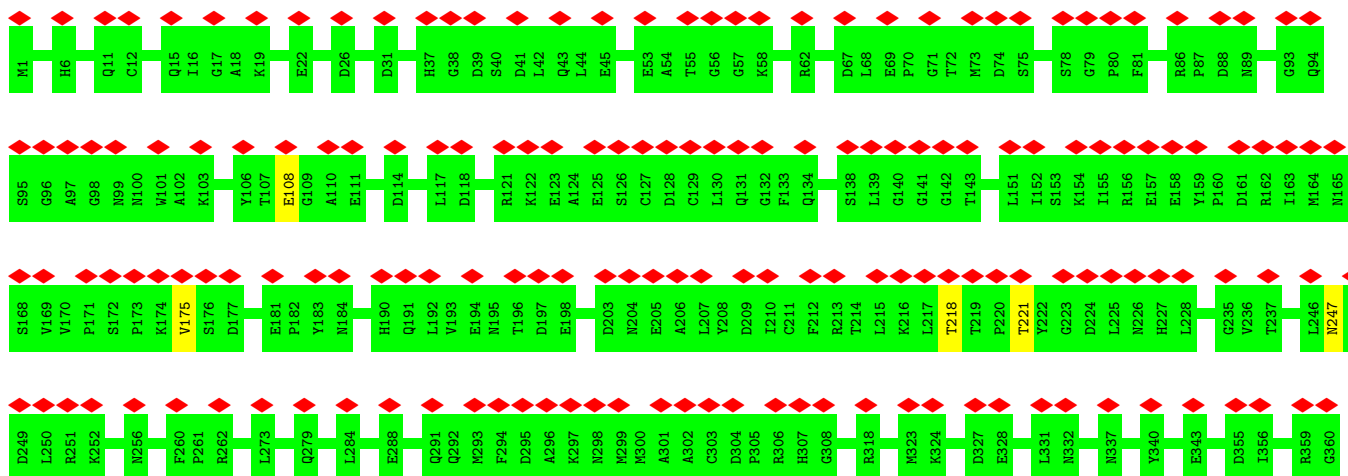 M1 H6 Q11 C12 Q15 I16 G17 A18 K19 E22 D26 D31 H37 G38 D39 S40 D41 L42 Q43 L44 E45 E53 A54 T55 G56 G57 K58 R62 D67 L68 E69 P70 G71 T72 M73 D74 S75 S78 G79 P80 F81 R86 P87 D88 N89 G93 Q94
S95 G96 A97 G98 N99 N100 W101 A102 K103 Y106 T107 E108 G109 A110 E111 D114 L117 D118 R121 K122 E123 A124 E125 S126 C127 D128 C129 L130 Q131 G132 F133 Q134 S138 L139 G140 G141 G142 T143 L151 I152 S153 K154 I155 R156 E157 E158 Y159 P160 D161 R162 I163 M164 N165
S168 V169 V170 P171 S172 P173 K174 V175 S176 D177 E181 P182 Y183 N184 H190 Q191 L192 V193 E194 N195 T196 D197 E198 D203 N204 E205 A206 L207 Y208 D209 I210 C211 F212 R213 T214 L215 K216 L217 T218 T219 P220 T221 Y222 G223 D224 L225 N226 H227 L228 G235 V236 T237 L246 N247
D249 L250 R251 K252 N256 F260 P261 R262 L273 Q279 L284 E288 Q291 Q292 M293 F294 D295 A296 K297 N298 M299 M300 A301 A302 C303 D304 P305 R306 H307 G308 R318 M323 K324 D327 E328 L331 N332 N337 Y340 E343 D355 I356 R359 G360